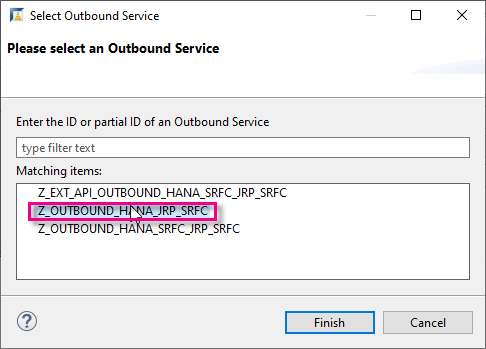 Select Outbound Service
Please select an Outbound Service
Enter the ID or partial ID of an Outbound Service
type filter text
Matching items:
Z_EXT_API_OUTBOUND_HANA_SRFC_JRP_SRFC
Z_OUTBOUND_HANA_JRP_SRFC
Z_OUTBOUND_HANA_SRFC_JRP_SRFC
?
Finish
Cancel